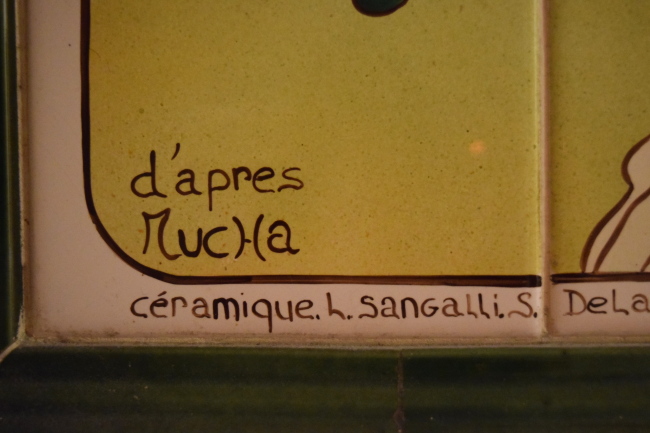 d'apres
Mucha
céramique. L. Sangalli. S. Dela